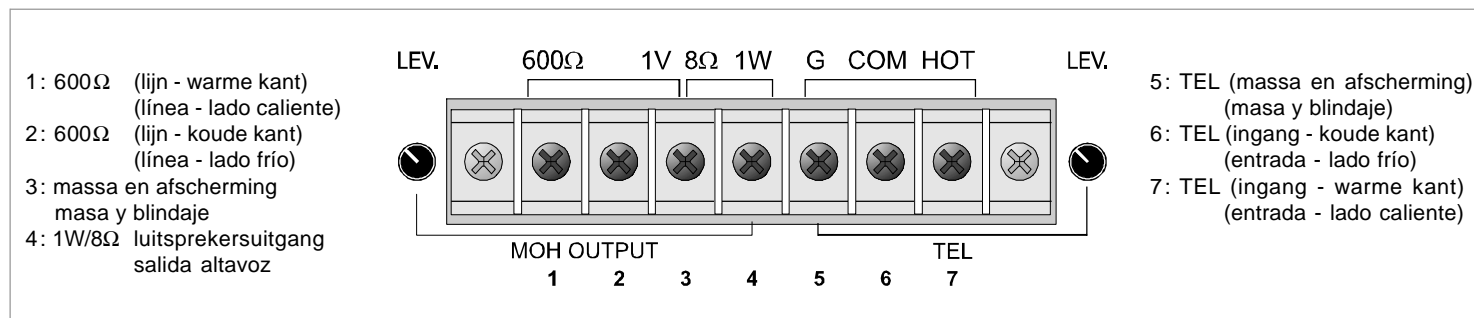 1: 600Ω (lijn - warme kant)
(línea - lado caliente)
2: 600Ω (lijn - koude kant)
(línea - lado frío)
3: massa en afscherming
masa y blindaje
4: 1W/8Ω luitsprekersuitgang
salida altavoz
LEV. 600Ω 1V 8Ω 1W G COM HOT LEV.
MOH OUTPUT TEL
1 2 3 4 5 6 7
5: TEL (massa en afscherming)
(masa y blindaje)
6: TEL (ingang - koude kant)
(entrada - lado frío)
7: TEL (ingang - warme kant)
(entrada - lado caliente)